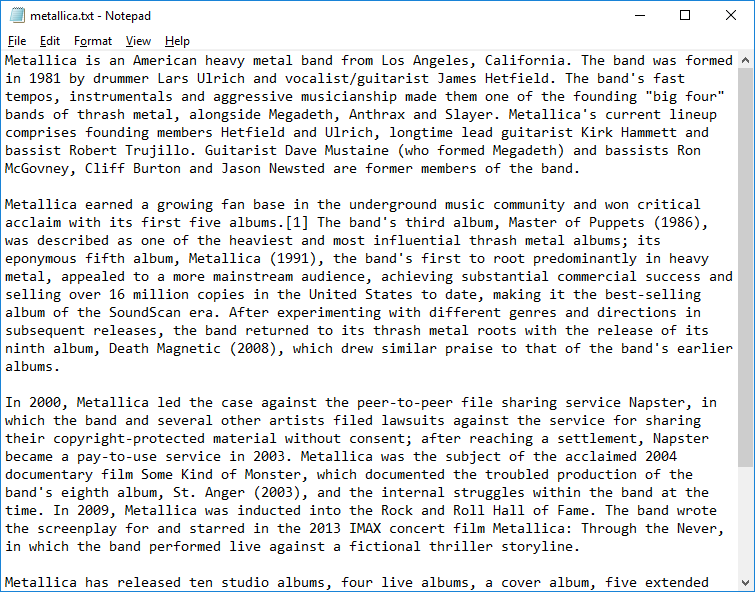 metallica.txt - Notepad
File Edit Format View Help
Metallica is an American heavy metal band from Los Angeles, California. The band was formed
in 1981 by drummer Lars Ulrich and vocalist/guitarist James Hetfield. The band's fast
tempos, instrumentals and aggressive musicianship made them one of the founding "big four"
bands of thrash metal, alongside Megadeth, Anthrax and Slayer. Metallica's current lineup
comprises founding members Hetfield and Ulrich, longtime lead guitarist Kirk Hammett and
bassist Robert Trujillo. Guitarist Dave Mustaine (who formed Megadeth) and bassists Ron
McGovney, Cliff Burton and Jason Newsted are former members of the band.

Metallica earned a growing fan base in the underground music community and won critical
acclaim with its first five albums.[1] The band's third album, Master of Puppets (1986),
was described as one of the heaviest and most influential thrash metal albums; its
eponymous fifth album, Metallica (1991), the band's first to root predominantly in heavy
metal, appealed to a more mainstream audience, achieving substantial commercial success and
selling over 16 million copies in the United States to date, making it the best-selling
album of the SoundScan era. After experimenting with different genres and directions in
subsequent releases, the band returned to its thrash metal roots with the release of its
ninth album, Death Magnetic (2008), which drew similar praise to that of the band's earlier
albums.

In 2000, Metallica led the case against the peer-to-peer file sharing service Napster, in
which the band and several other artists filed lawsuits against the service for sharing
their copyright-protected material without consent; after reaching a settlement, Napster
became a pay-to-use service in 2003. Metallica was the subject of the acclaimed 2004
documentary film Some Kind of Monster, which documented the troubled production of the
band's eighth album, St. Anger (2003), and the internal struggles within the band at the
time. In 2009, Metallica was inducted into the Rock and Roll Hall of Fame. The band wrote
the screenplay for and starred in the 2013 IMAX concert film Metallica: Through the Never,
in which the band performed live against a fictional thriller storyline.

Metallica has released ten studio albums, four live albums, a cover album, five extended